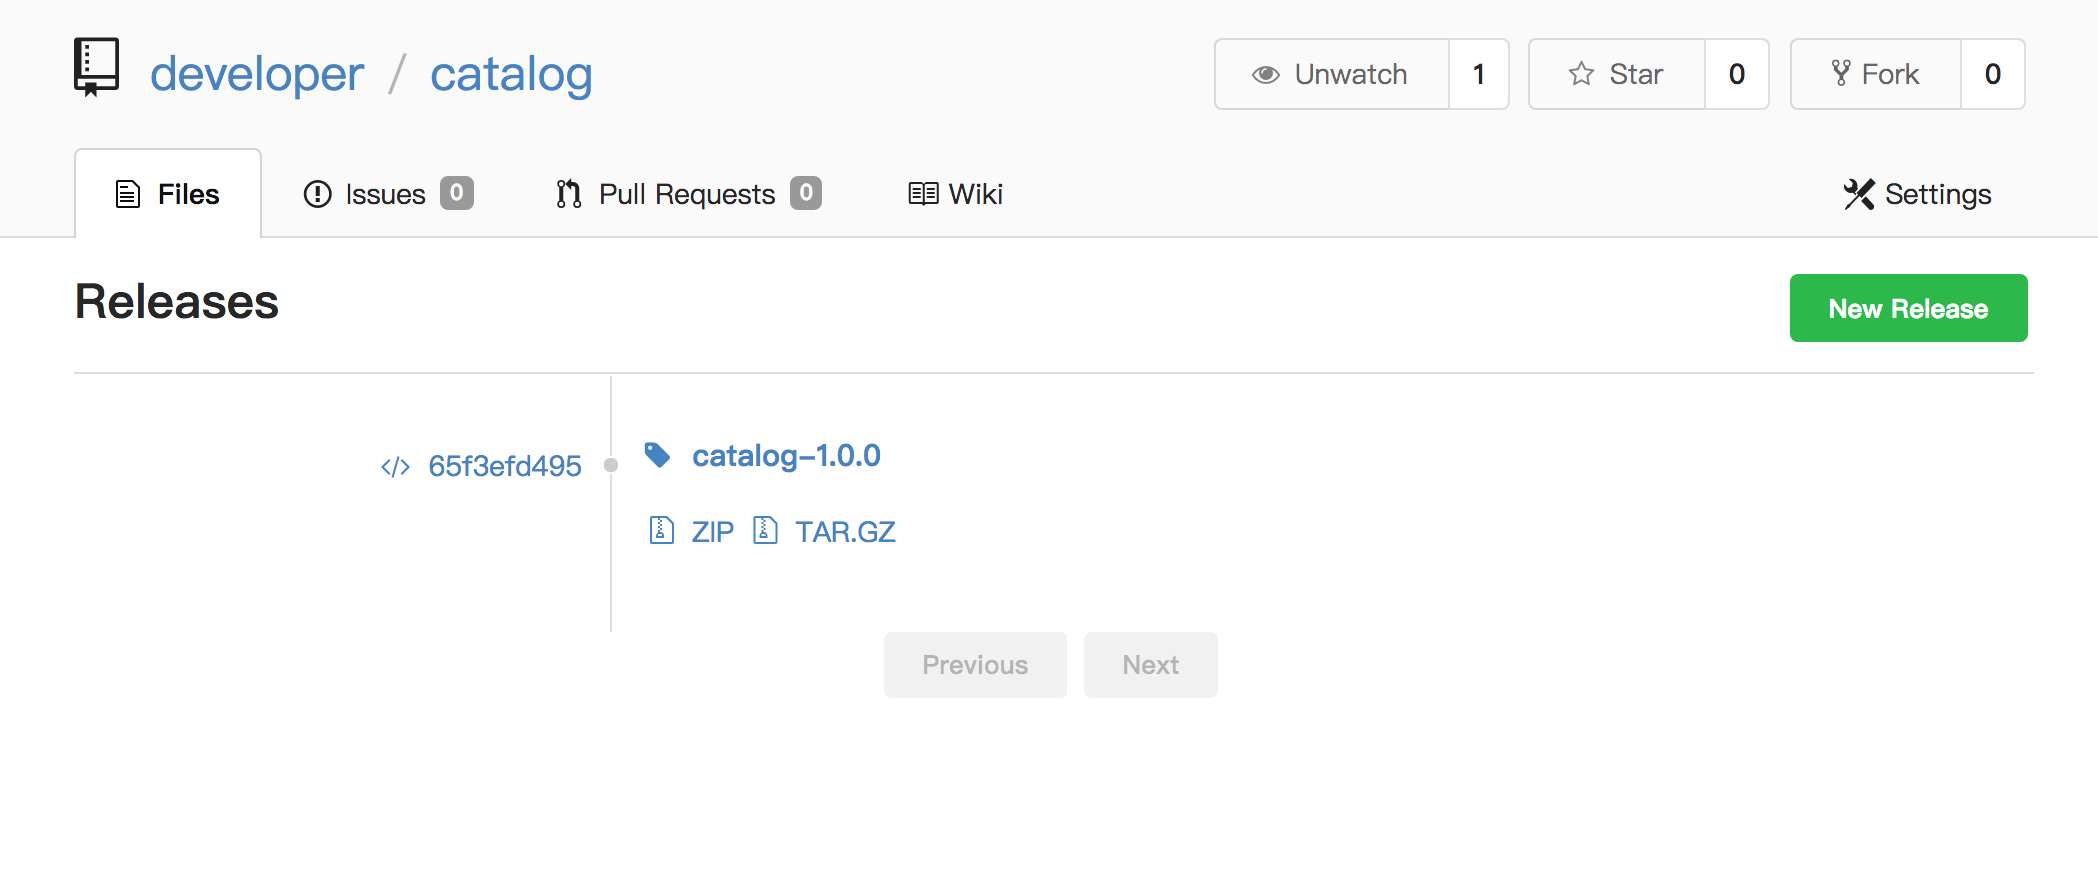 developer / catalog
Unwatch 1 Star 0 Fork 0
Files Issues 0 Pull Requests 0 Wiki Settings
Releases
New Release
65f3efd495
catalog-1.0.0
ZIP TAR.GZ
Previous Next